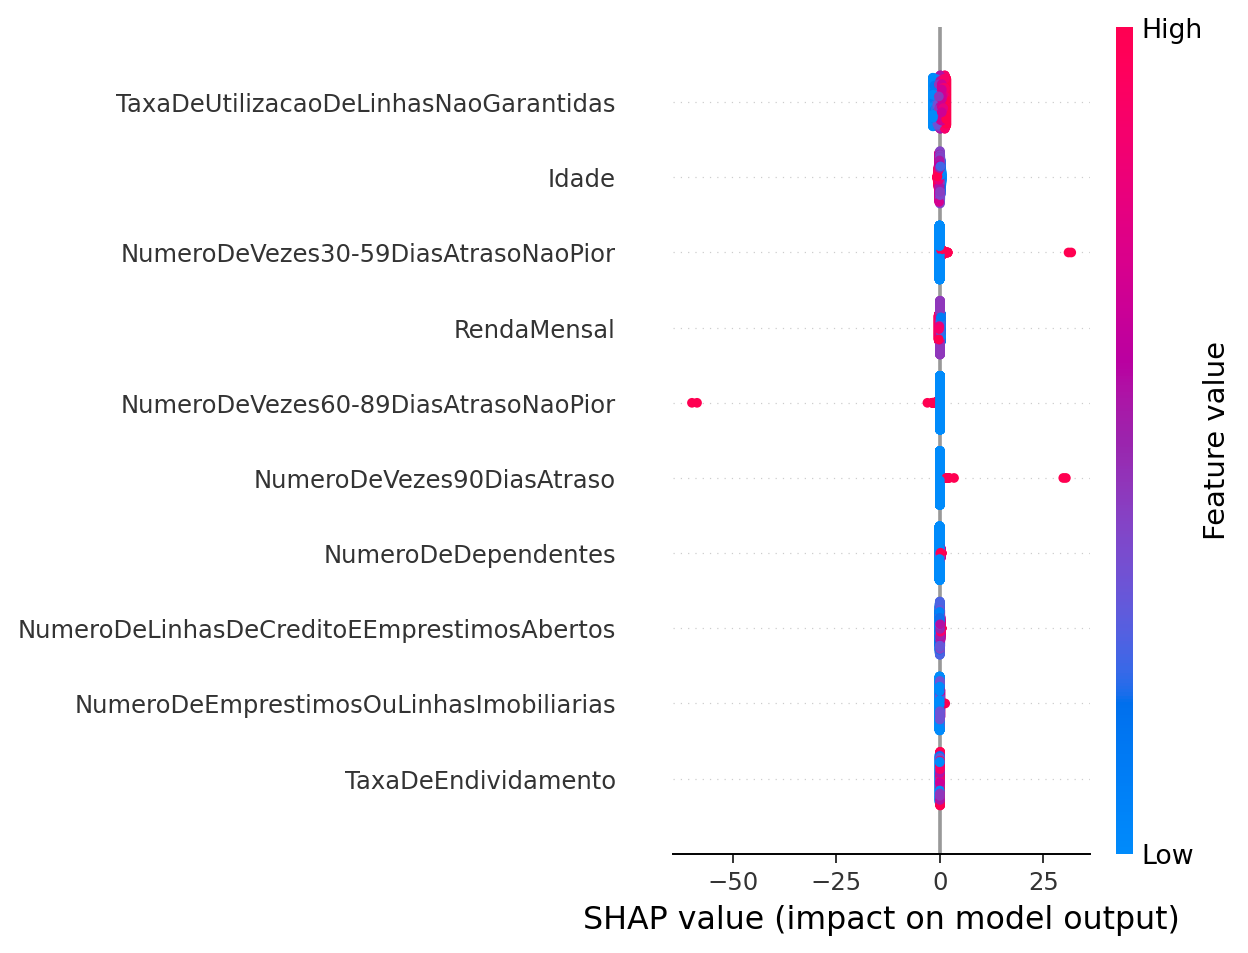 High
TaxaDeUtilizacaoDeLinhasNaoGarantidas
Idade
NumeroDeVezes30-59DiasAtrasoNaoPior
RendaMensal
NumeroDeVezes60-89DiasAtrasoNaoPior
NumeroDeVezes90DiasAtraso
NumeroDeDependentes
NumeroDeLinhasDeCreditoEEmprestimosAbertos
NumeroDeEmprestimosOuLinhasImobiliarias
TaxaDeEndividamento
Feature value
Low
−50
−25
0
25
SHAP value (impact on model output)